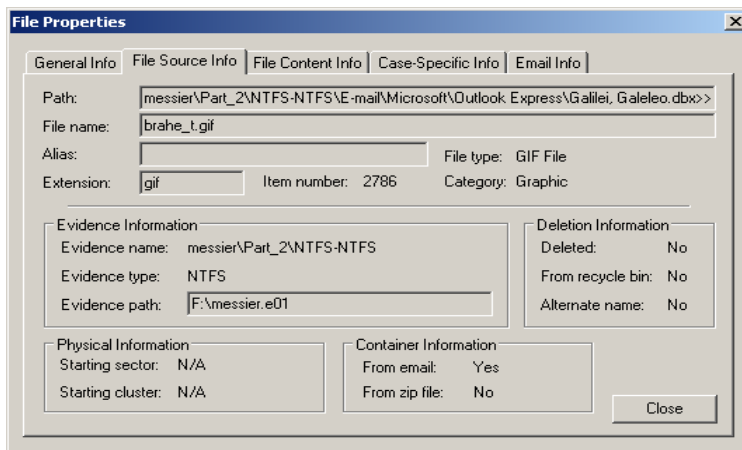 File Properties
General Info File Source Info File Content Info Case-Specific Info Email Info
Path: messier\Part_2\NTFS-NTFS\E-mail\Microsoft\Outlook Express\Galilei, Galeleo.dbx>>
File name: brahe_t.gif
Alias: File type: GIF File
Extension: gif Item number: 2786 Category: Graphic
Evidence Information
Evidence name: messier\Part_2\NTFS-NTFS
Evidence type: NTFS
Evidence path: F:\messier.e01
Deletion Information
Deleted: No
From recycle bin: No
Alternate name: No
Physical Information
Starting sector: N/A
Starting cluster: N/A
Container Information
From email: Yes
From zip file: No
Close